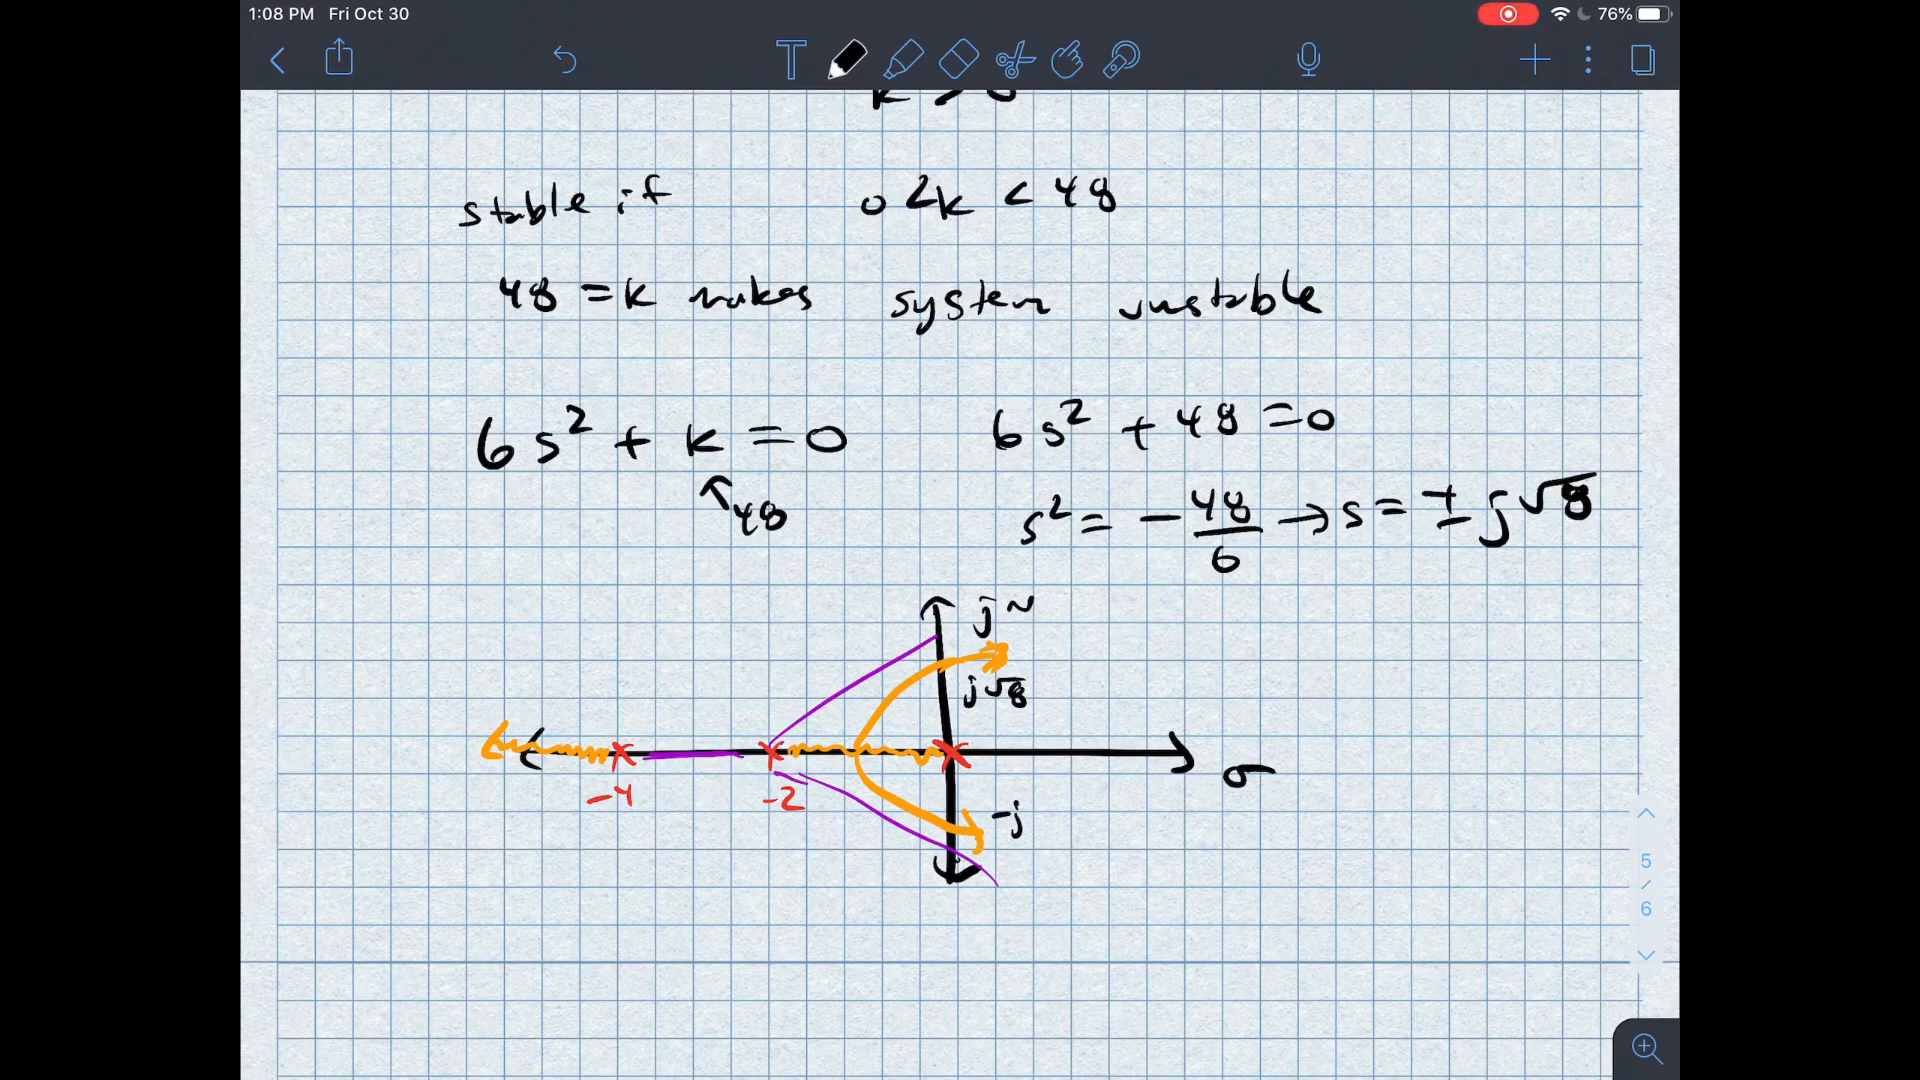 1:08 PM Fri Oct 30
76%
T
k > 0
stable if 0 < k < 48
48 = k makes system unstable
6s² + k = 0
48
6s² + 48 = 0
s² = -48/6 → s = ± j√8
jω
j√8
-4
-2
-j
σ
5
/
6